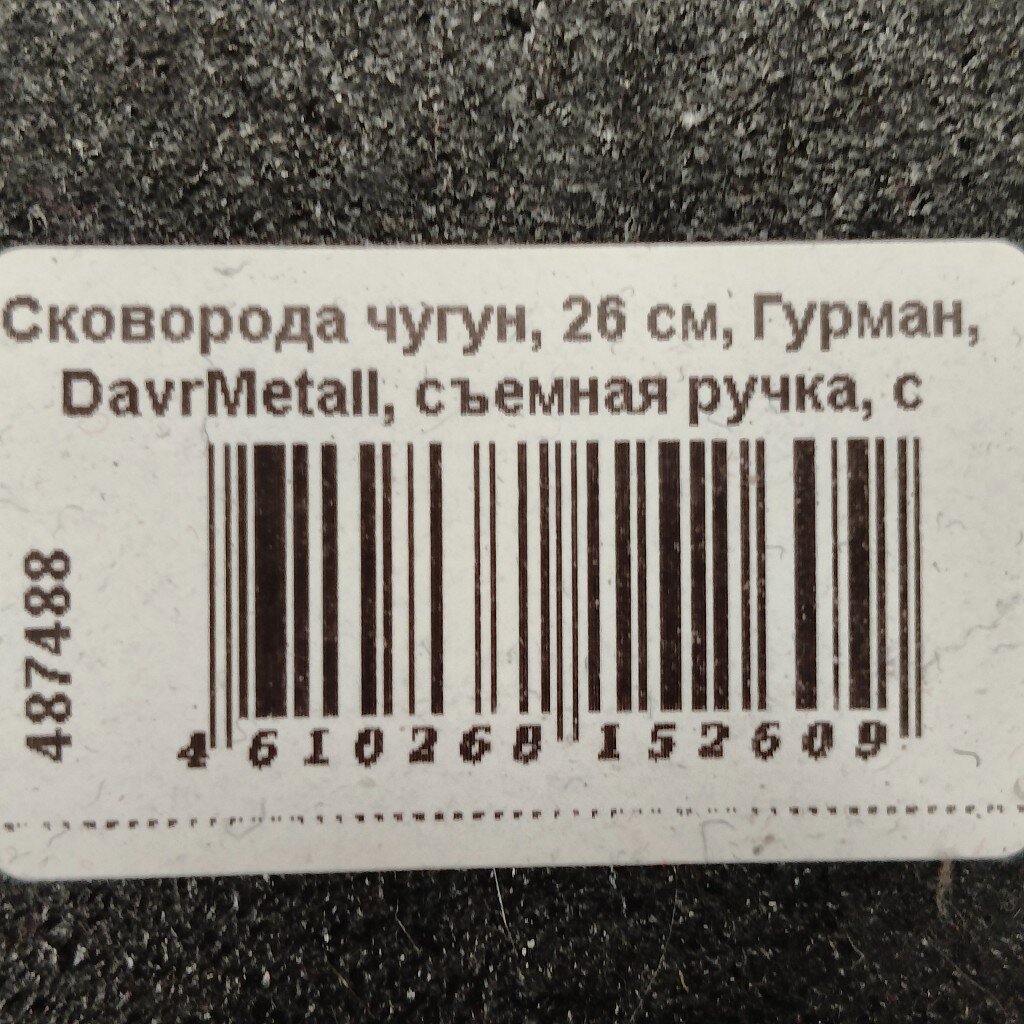 Сковорода чугун, 26 см, Гурман,
DavrMetall, съемная ручка, с
487488
4 610268 152609